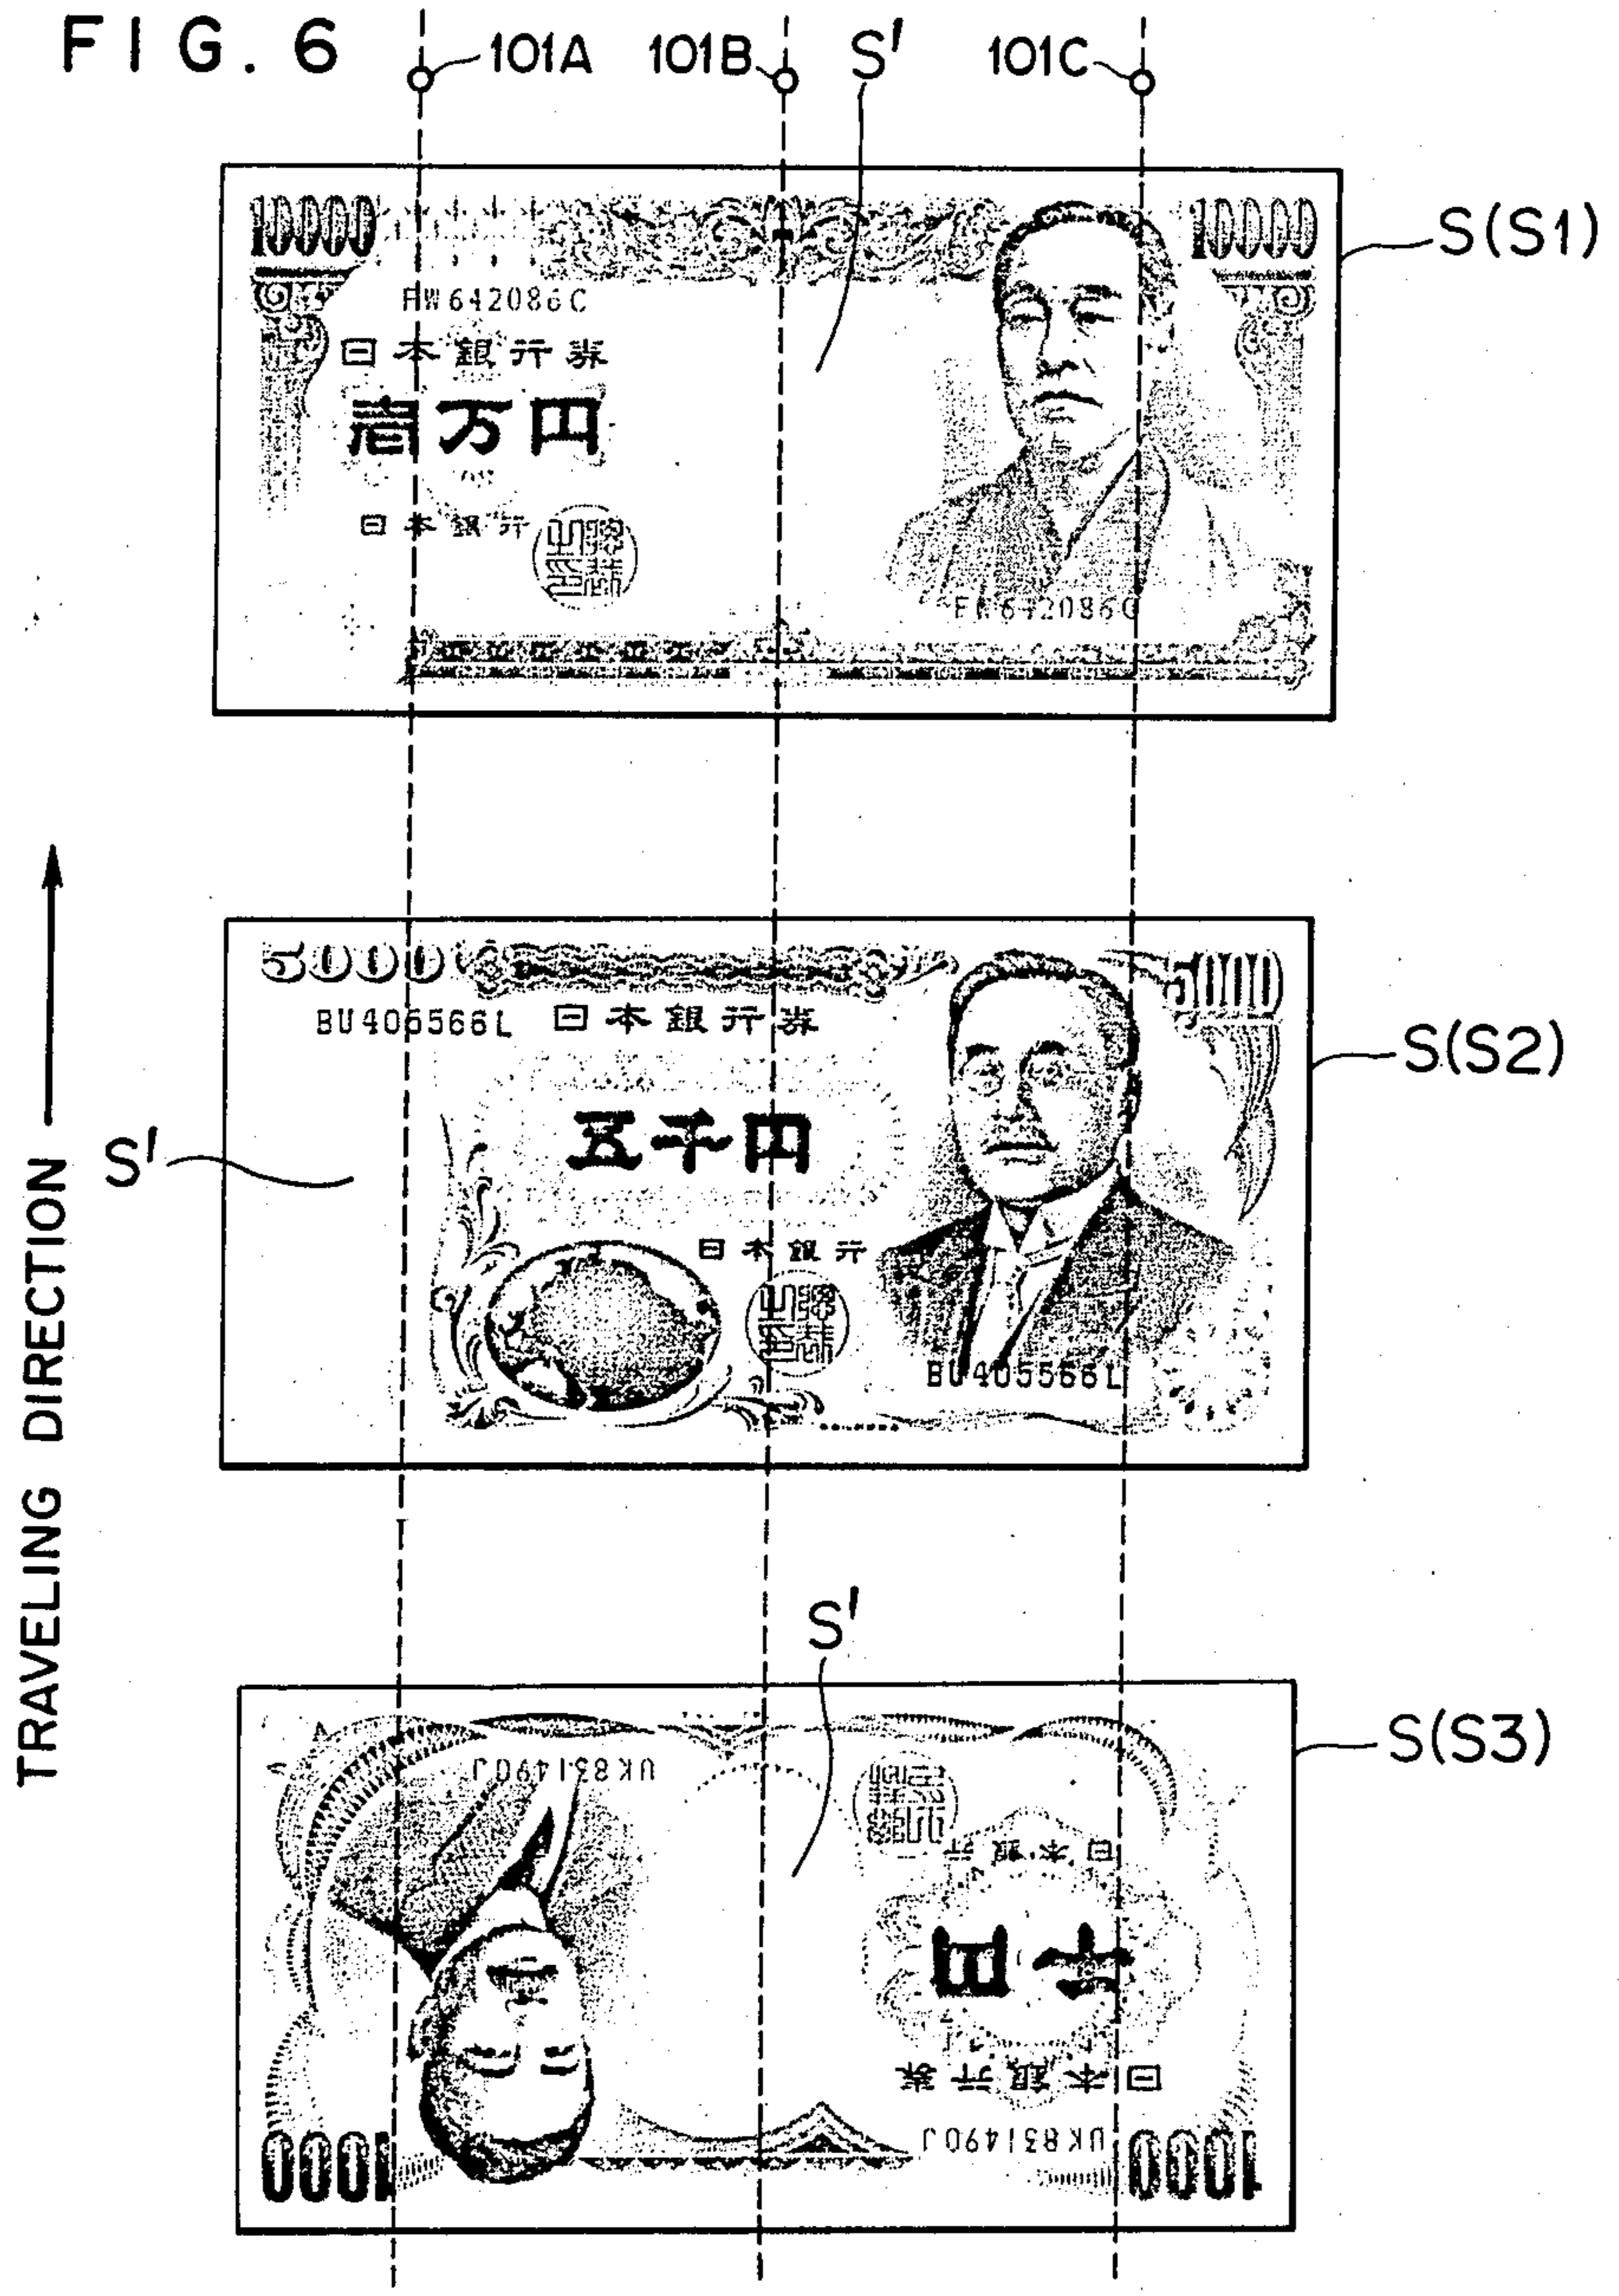 FIG. 6
101A 101B S' 101C
S(S1)
10000 10000
HW642086C
日本銀行券
壱万円
日本銀行
642086C
S(S2)
5000 5000
BU406566L 日本銀行券
五千円
S'
日本銀行
BU405566L
TRAVELING DIRECTION
S'
S(S3)
UK831490J
日本銀行
千円
日本銀行券
UK831490J
1000 1000